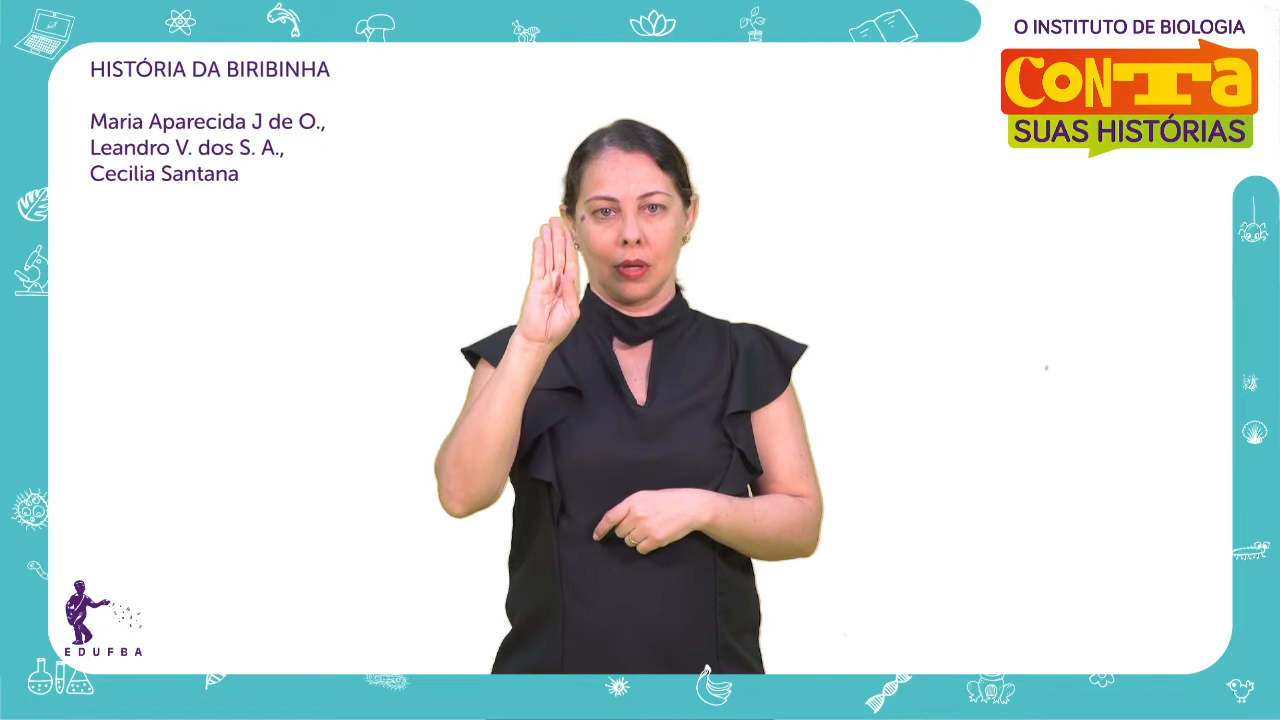 HISTÓRIA DA BIRIBINHA
Maria Aparecida J de O.,
Leandro V. dos S. A.,
Cecilia Santana
O INSTITUTO DE BIOLOGIA
CONTA
SUAS HISTÓRIAS
EDUFBA